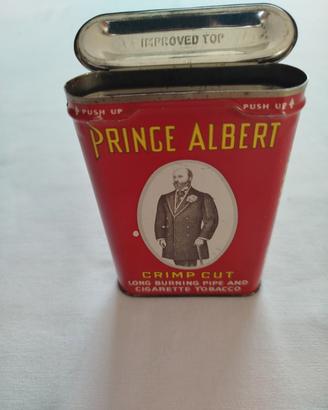 IMPROVED TOP
PUSH UP PUSH UP
PRINCE ALBERT
CRIMP CUT
LONG BURNING PIPE AND
CIGARETTE TOBACCO